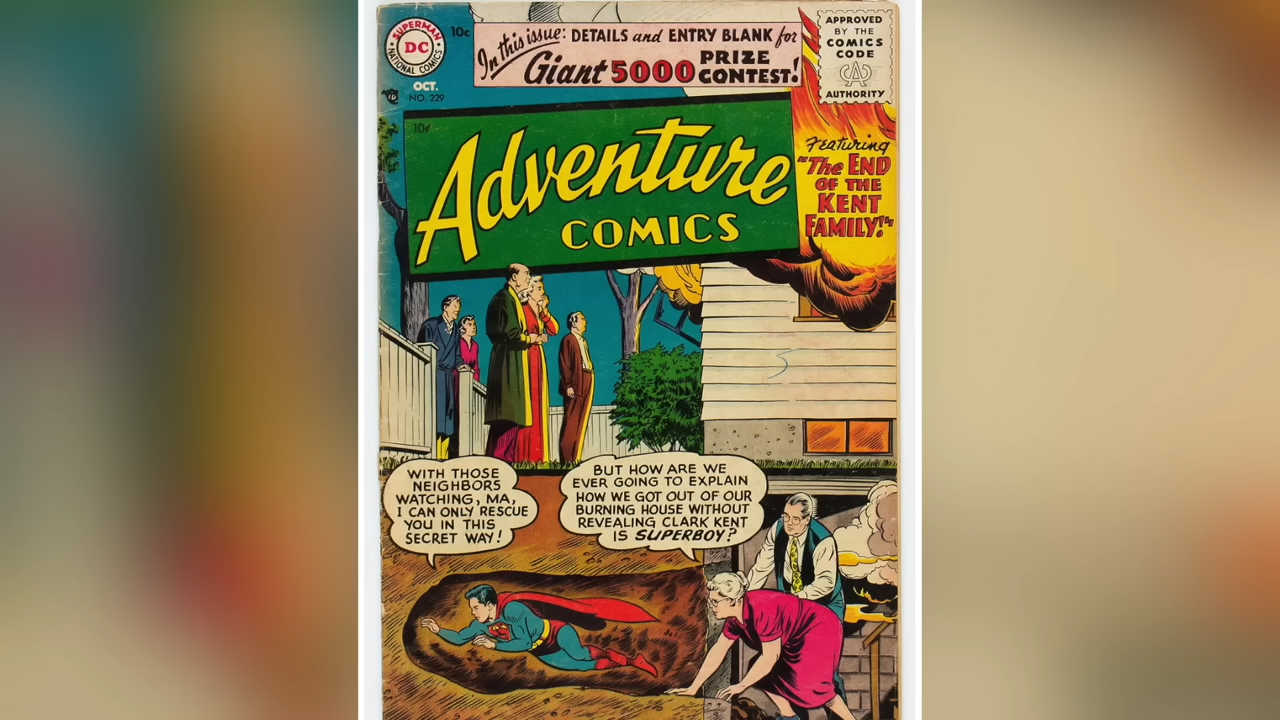 SUPERMAN
DC
NATIONAL COMICS
10c
In this issue: DETAILS and ENTRY BLANK for
Giant 5000 PRIZE CONTEST!
APPROVED
BY THE
COMICS
CODE
CA
AUTHORITY
OCT.
NO. 229
10¢
Adventure
COMICS
Featuring
"The END
OF THE
KENT
FAMILY!"
WITH THOSE
NEIGHBORS
WATCHING, MA,
I CAN ONLY RESCUE
YOU IN THIS
SECRET WAY!
BUT HOW ARE WE
EVER GOING TO EXPLAIN
HOW WE GOT OUT OF OUR
BURNING HOUSE WITHOUT
REVEALING CLARK KENT
IS SUPERBOY?